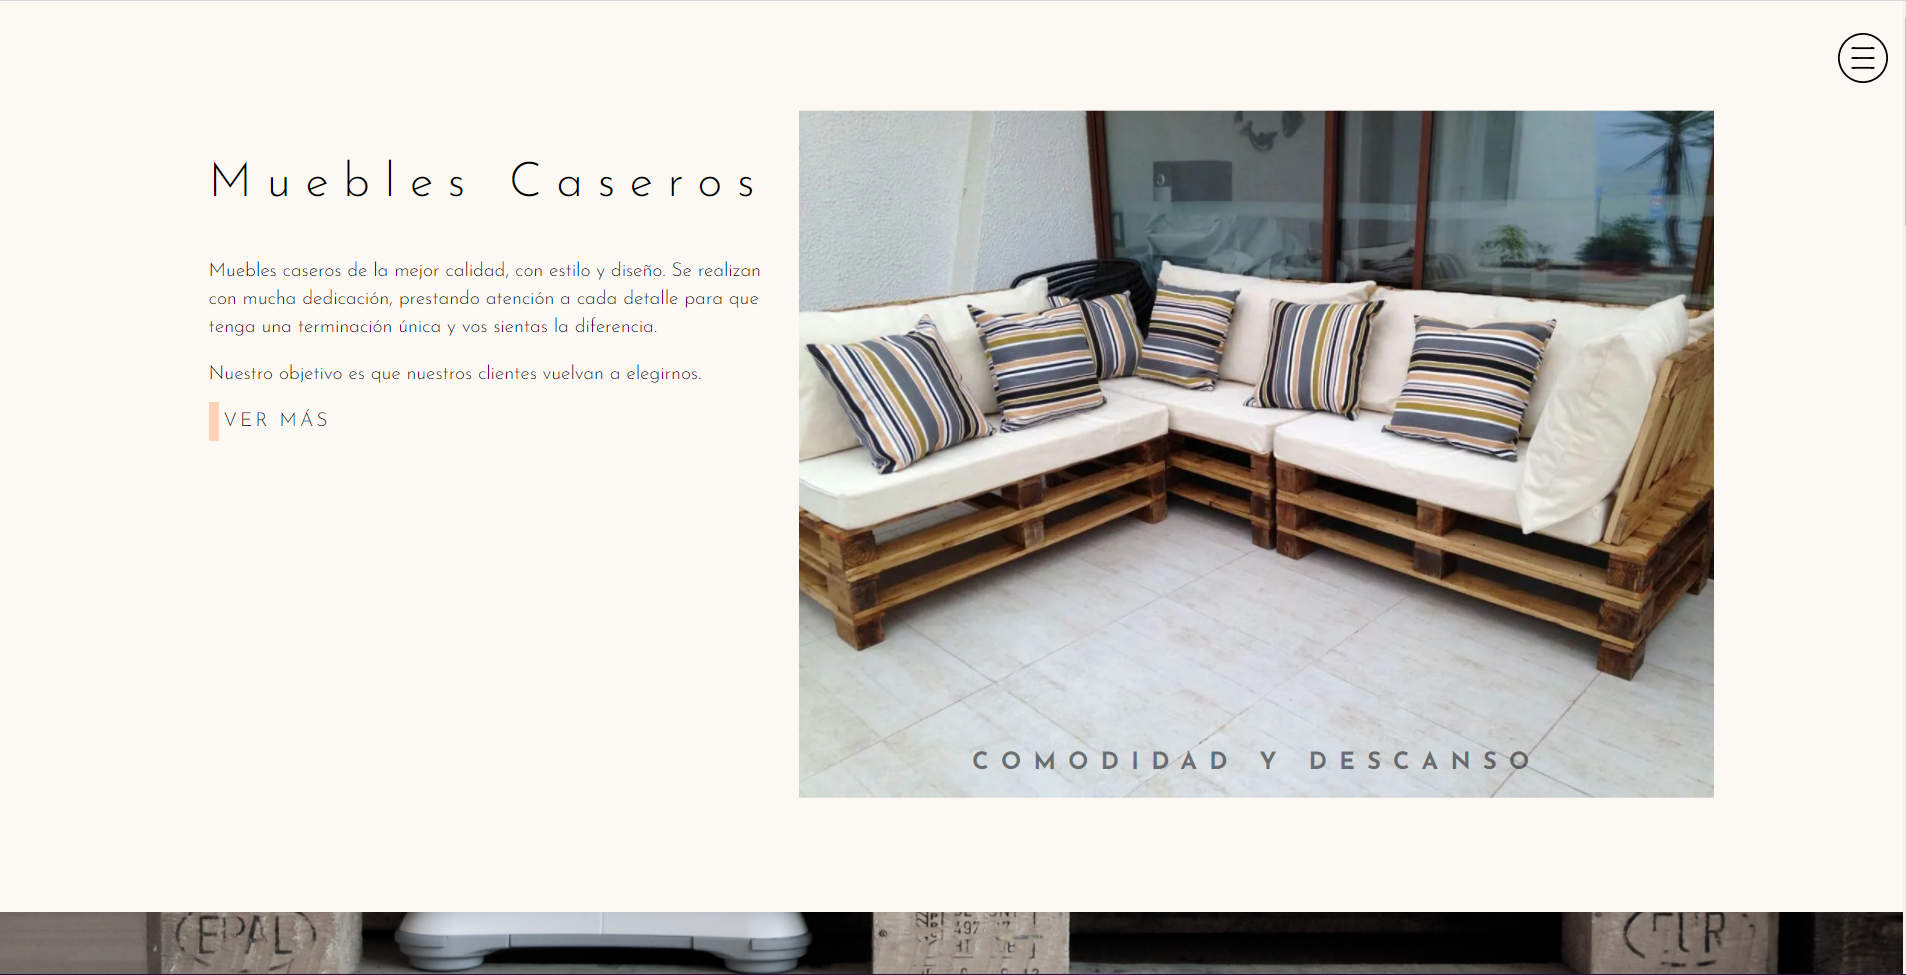 Muebles Caseros
Muebles caseros de la mejor calidad, con estilo y diseño. Se realizan
con mucha dedicación, prestando atención a cada detalle para que
tenga una terminación única y vos sientas la diferencia.
Nuestro objetivo es que nuestros clientes vuelvan a elegirnos.
VER MÁS
COMODIDAD Y DESCANSO
(EPAL)
497